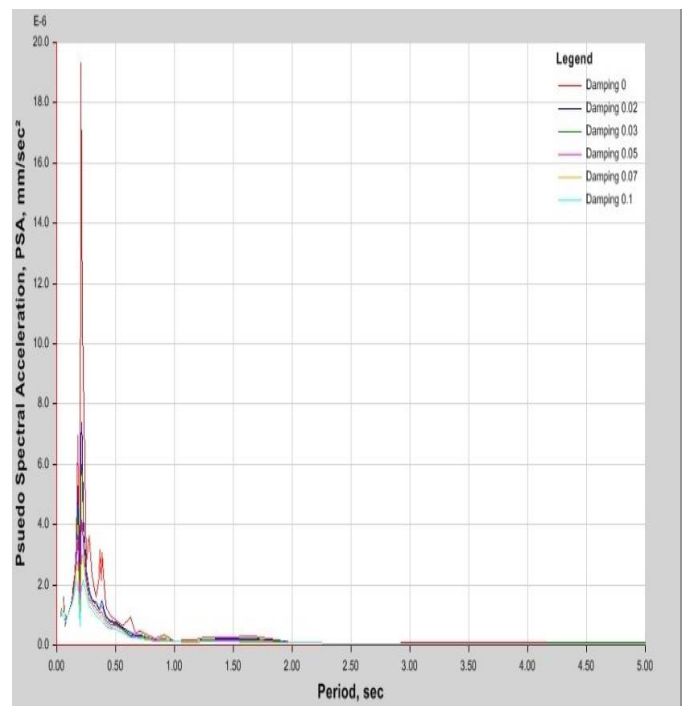 E-6
20.0
18.0
16.0
14.0
12.0
10.0
8.0
6.0
4.0
2.0
0.0
Psuedo Spectral Acceleration, PSA, mm/sec²
Legend
Damping 0
Damping 0.02
Damping 0.03
Damping 0.05
Damping 0.07
Damping 0.1
0.00 0.50 1.00 1.50 2.00 2.50 3.00 3.50 4.00 4.50 5.00
Period, sec